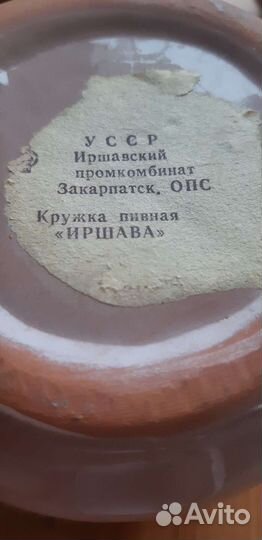 УССР
Иршавский
промкомбинат
Закарпатск. ОПС
Кружка пивная
«ИРШАВА»
Avito